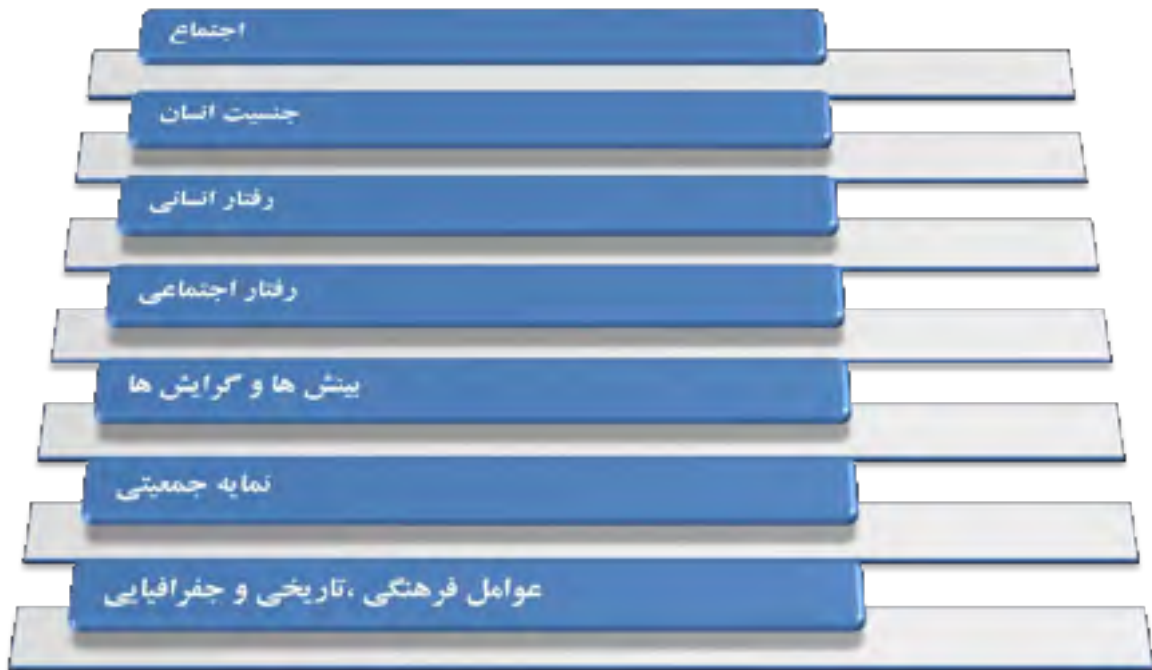 اجتماع
جنسیت انسان
رفتار انسانی
رفتار اجتماعی
بینش ها و گرایش ها
نمایه جمعیتی
عوامل فرهنگی ،تاریخی و جغرافیایی